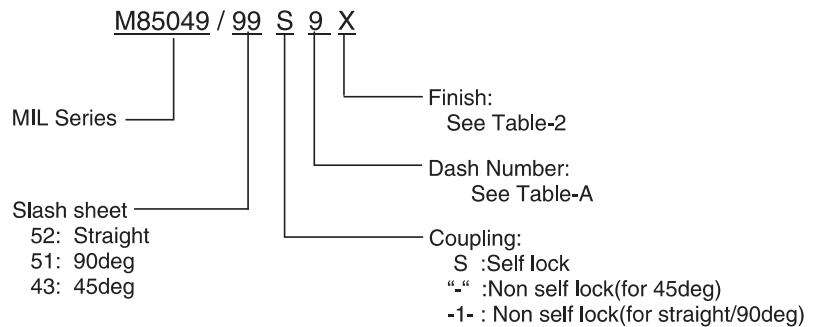 M85049 / 99 S 9 X
Finish:
See Table-2
MIL Series
Dash Number:
See Table-A
Slash sheet
52: Straight
51: 90deg
43: 45deg
Coupling:
S :Self lock
“-“ :Non self lock(for 45deg)
-1- : Non self lock(for straight/90deg)